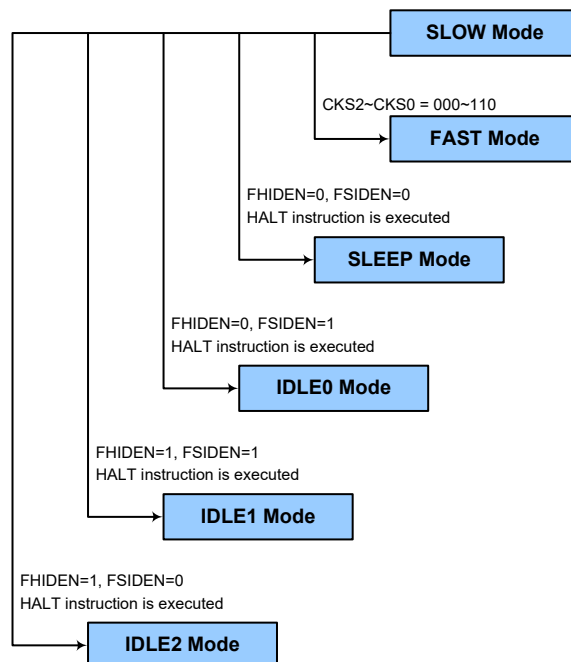 SLOW Mode
CKS2~CKS0 = 000~110
FAST Mode
FHIDEN=0, FSIDEN=0
HALT instruction is executed
SLEEP Mode
FHIDEN=0, FSIDEN=1
HALT instruction is executed
IDLE0 Mode
FHIDEN=1, FSIDEN=1
HALT instruction is executed
IDLE1 Mode
FHIDEN=1, FSIDEN=0
HALT instruction is executed
IDLE2 Mode